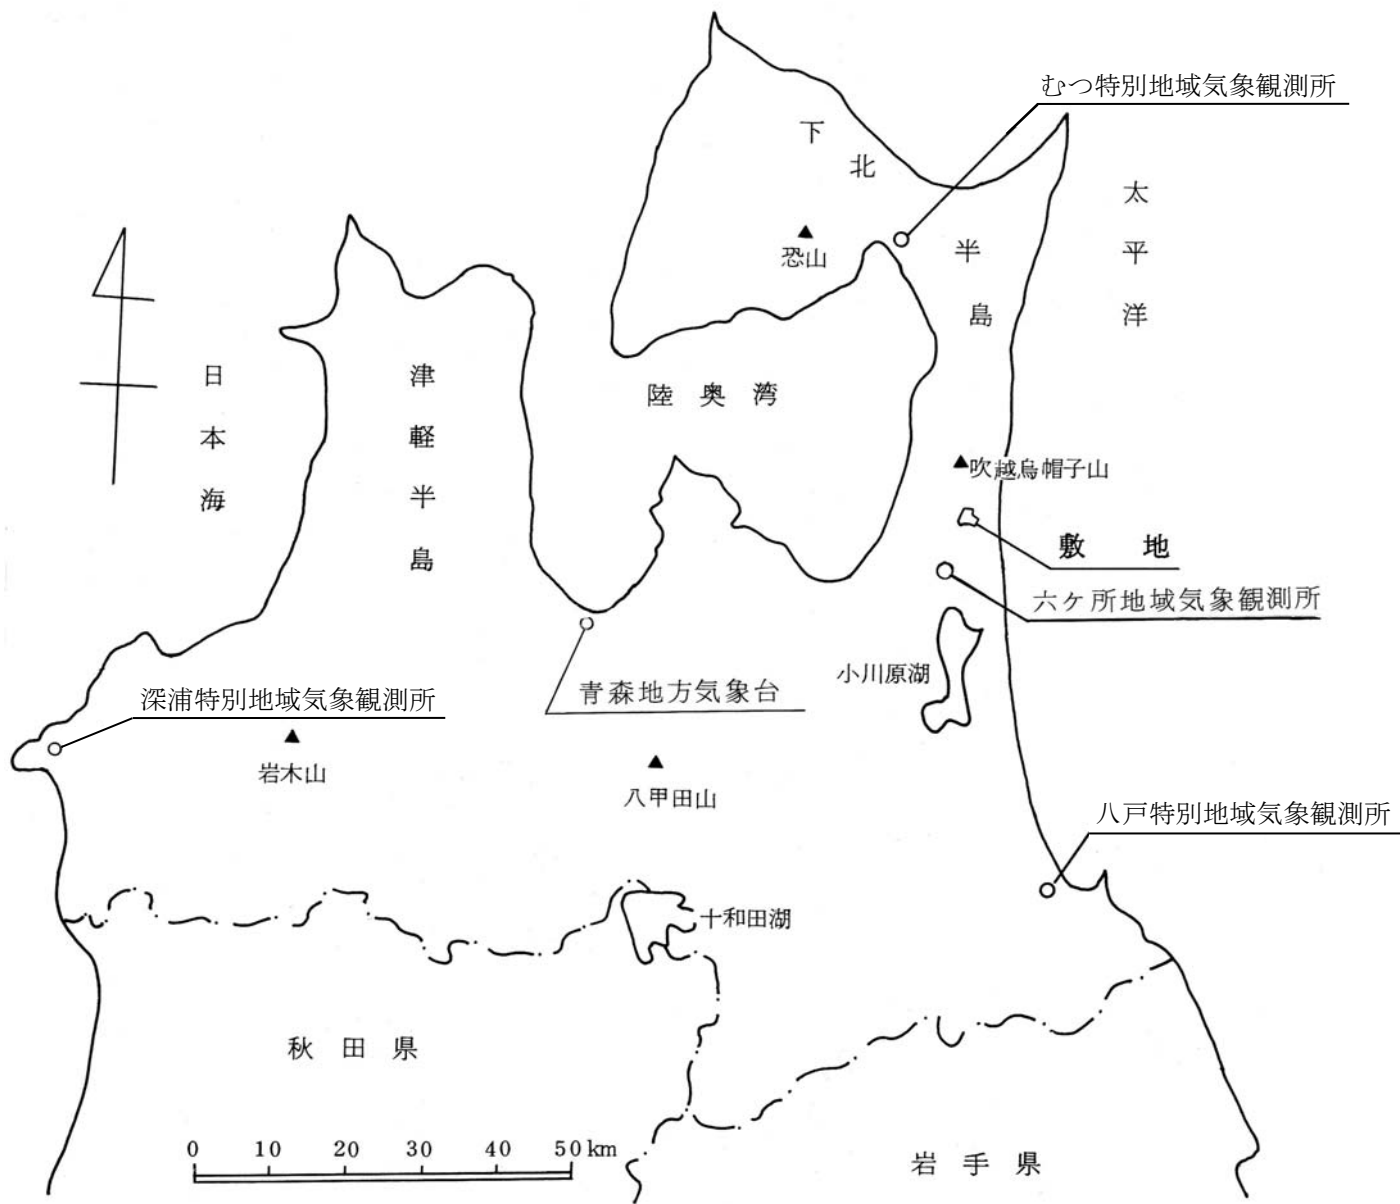 むつ特別地域気象観測所
下北半島
太平洋
恐山
日本海
津軽半島
陸奥湾
吹越烏帽子山
敷地
六ケ所地域気象観測所
小川原湖
青森地方気象台
深浦特別地域気象観測所
岩木山
八甲田山
八戸特別地域気象観測所
十和田湖
秋田県
0 10 20 30 40 50 km
岩手県